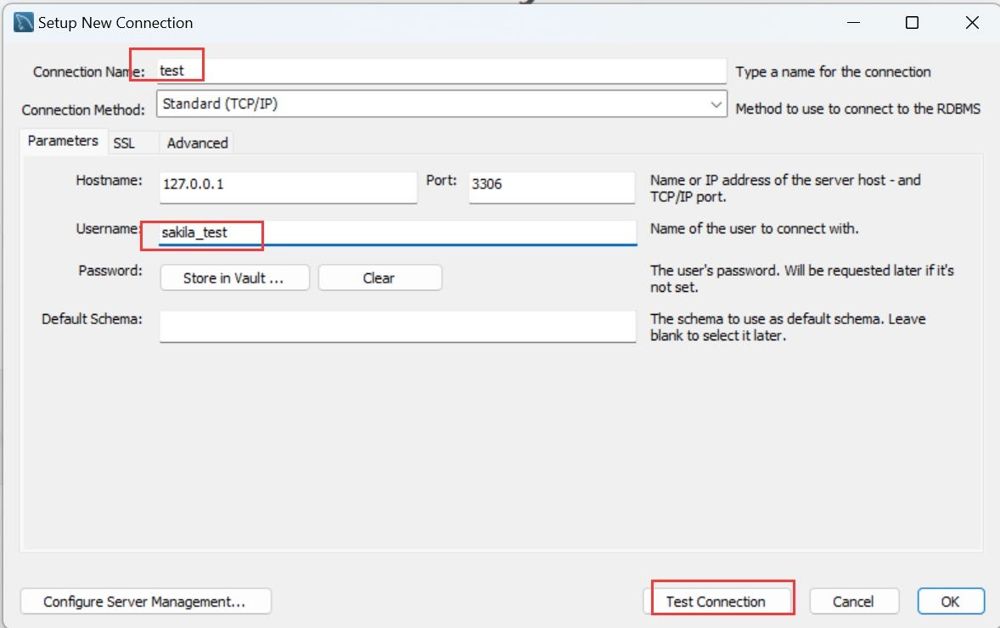 Setup New Connection
Connection Name: test Type a name for the connection
Connection Method: Standard (TCP/IP) Method to use to connect to the RDBMS
Parameters SSL Advanced
Hostname: 127.0.0.1 Port: 3306 Name or IP address of the server host - and
TCP/IP port.
Username: sakila_test Name of the user to connect with.
Password: Store in Vault ... Clear The user's password. Will be requested later if it's
not set.
Default Schema: The schema to use as default schema. Leave
blank to select it later.
Configure Server Management... Test Connection Cancel OK